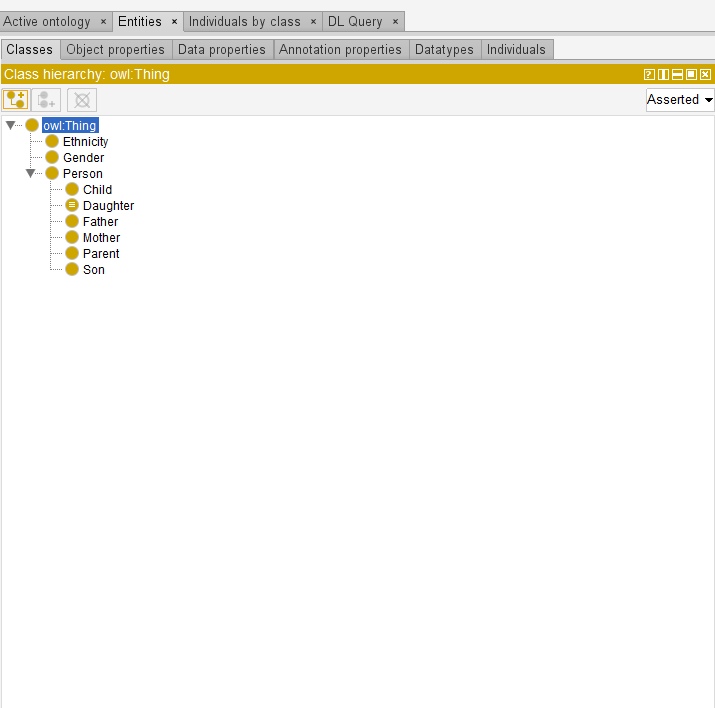 Active ontology × Entities × Individuals by class × DL Query ×
Classes Object properties Data properties Annotation properties Datatypes Individuals
Class hierarchy: owl:Thing
Asserted
owl:Thing
Ethnicity
Gender
Person
Child
Daughter
Father
Mother
Parent
Son